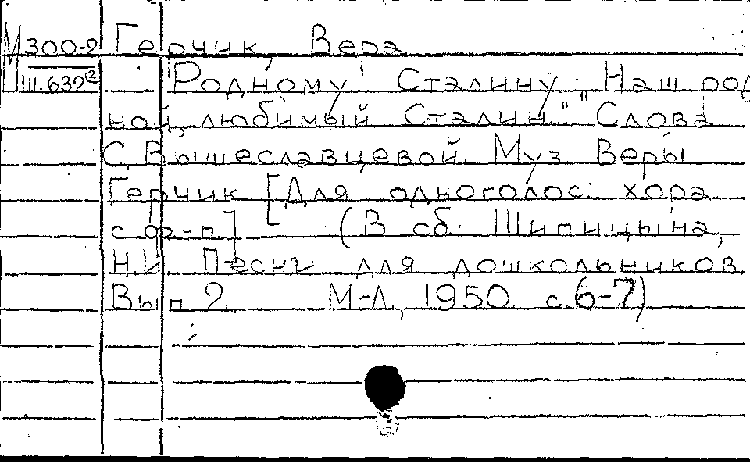 М300-2 Герчик, Вера
III.639² "Родному Сталину. Наш род
ной, любимый Сталин." "Слова
С. Вышеславцевой. Муз Веры
Герчик [Для одноголос. хора
с ф-п] (В сб. Шипицына,
Н.И. Песни для дошкольников
Вып 2 М-Л, 1950. с. 6-7)